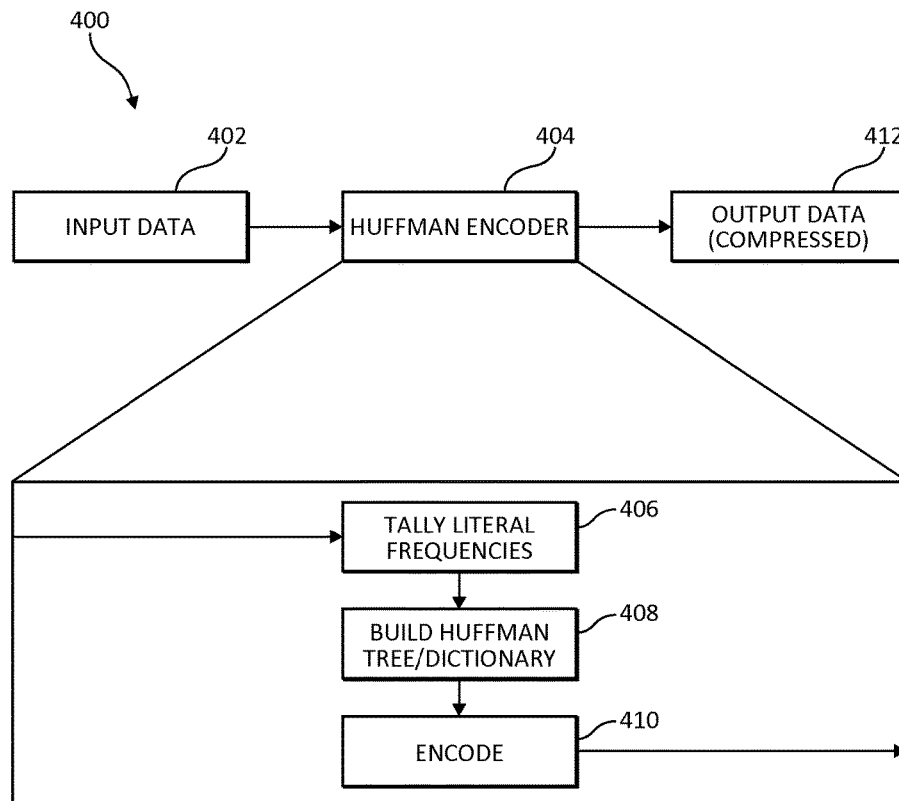 400
402
404
412
INPUT DATA
HUFFMAN ENCODER
OUTPUT DATA
(COMPRESSED)
TALLY LITERAL
FREQUENCIES
406
BUILD HUFFMAN
TREE/DICTIONARY
408
ENCODE
410